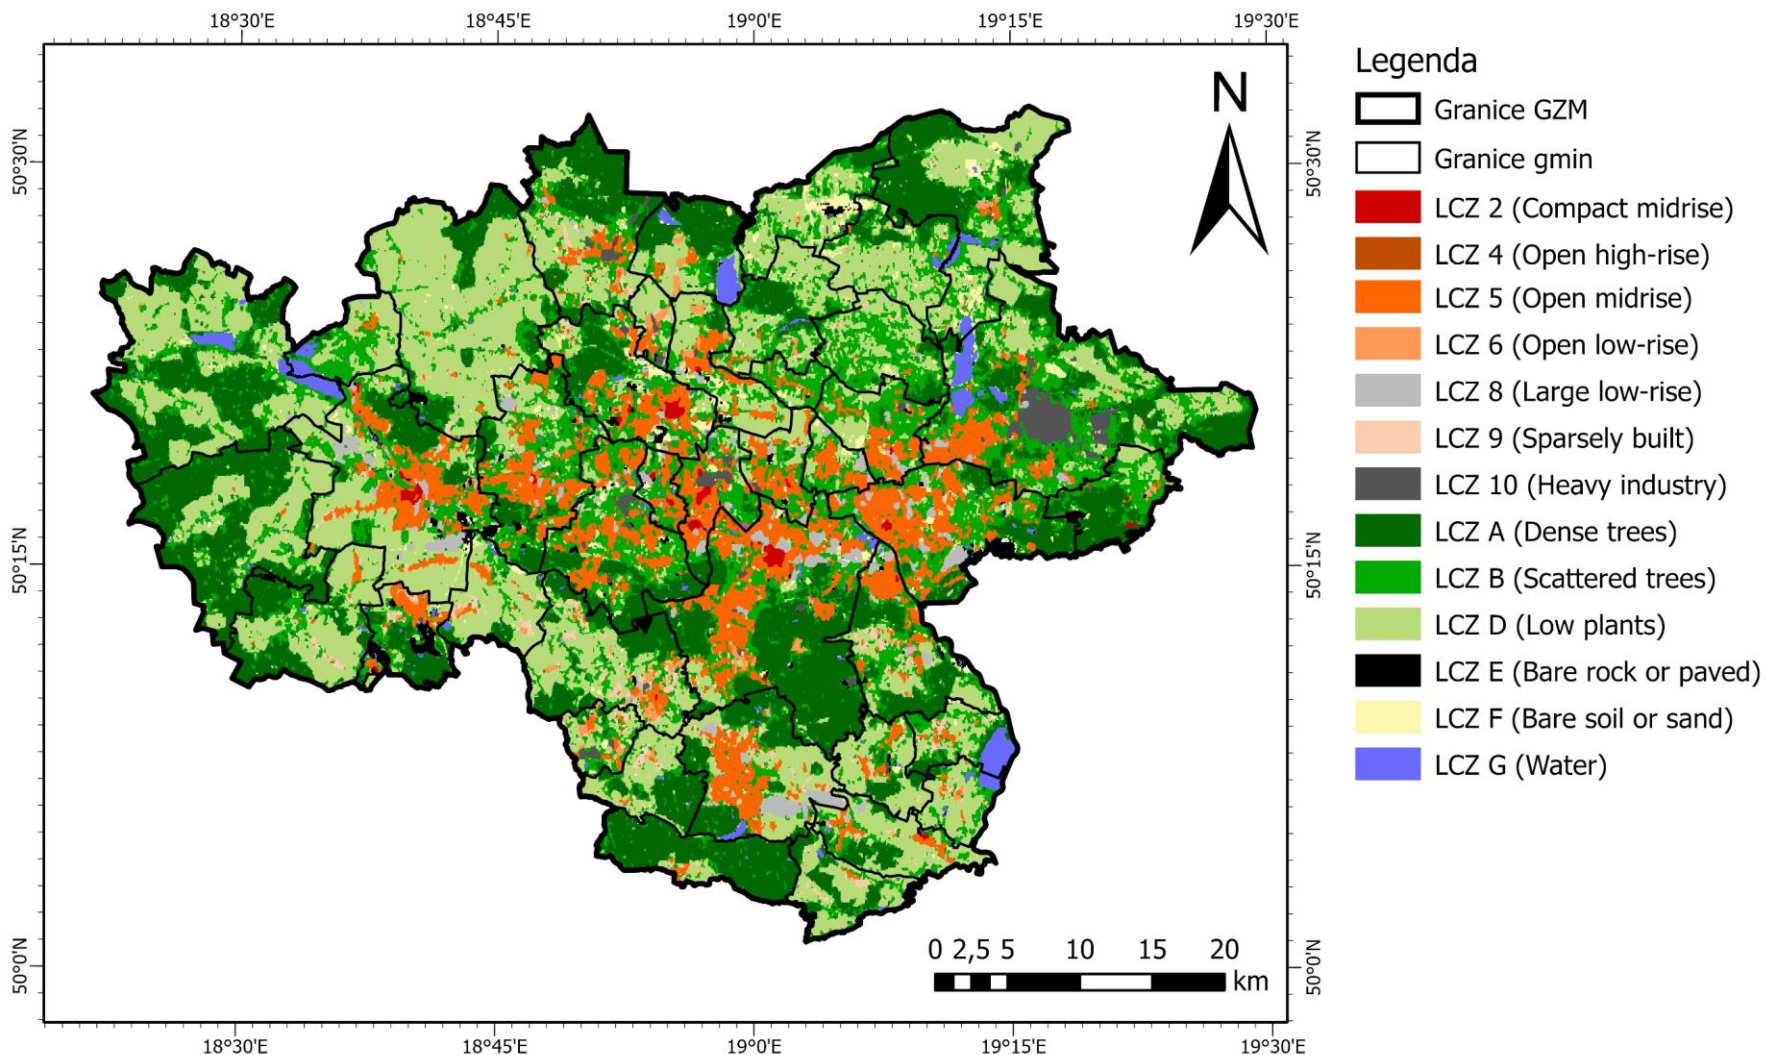 18°30'E 18°45'E 19°0'E 19°15'E 19°30'E
50°30'N 50°30'N
50°15'N 50°15'N
50°0'N 50°0'N
N
0 2,5 5 10 15 20
km
18°30'E 18°45'E 19°0'E 19°15'E 19°30'E
Legenda
Granice GZM
Granice gmin
LCZ 2 (Compact midrise)
LCZ 4 (Open high-rise)
LCZ 5 (Open midrise)
LCZ 6 (Open low-rise)
LCZ 8 (Large low-rise)
LCZ 9 (Sparsely built)
LCZ 10 (Heavy industry)
LCZ A (Dense trees)
LCZ B (Scattered trees)
LCZ D (Low plants)
LCZ E (Bare rock or paved)
LCZ F (Bare soil or sand)
LCZ G (Water)